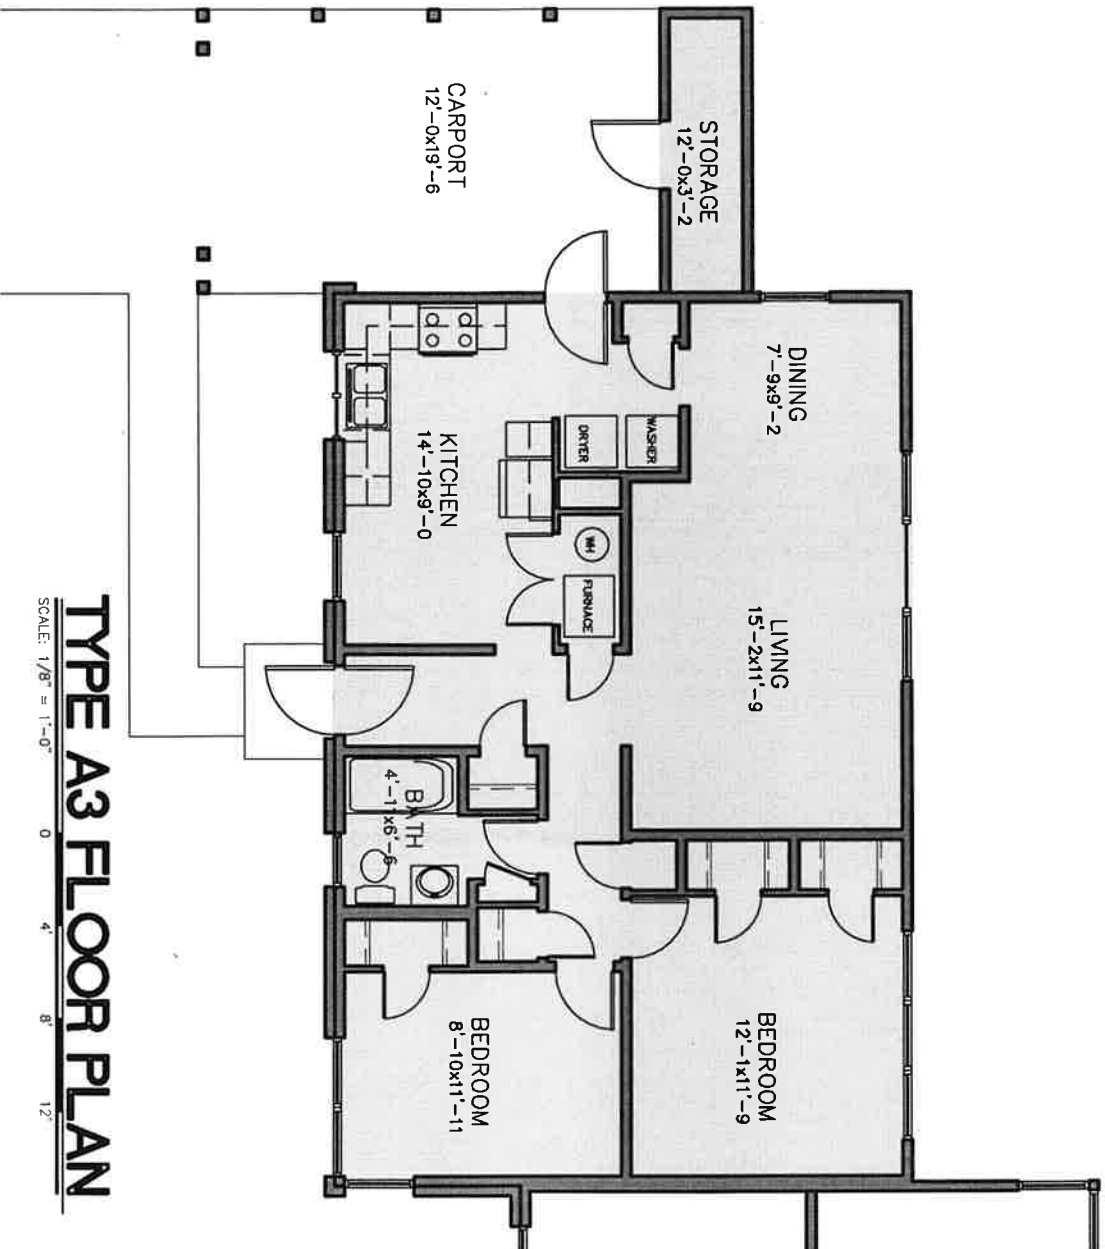 STORAGE
12'-0x3'-2
CARPORT
12'-0x19'-6
DINING
7'-9x9'-2
WASHER
DRYER
KITCHEN
14'-10x9'-0
WH
FURNACE
LIVING
15'-2x11'-9
BATH
4'-11x6'-6
BEDROOM
12'-1x11'-9
BEDROOM
8'-10x11'-11
TYPE A3 FLOOR PLAN
SCALE: 1/8" = 1'-0"
0 4' 8' 12'